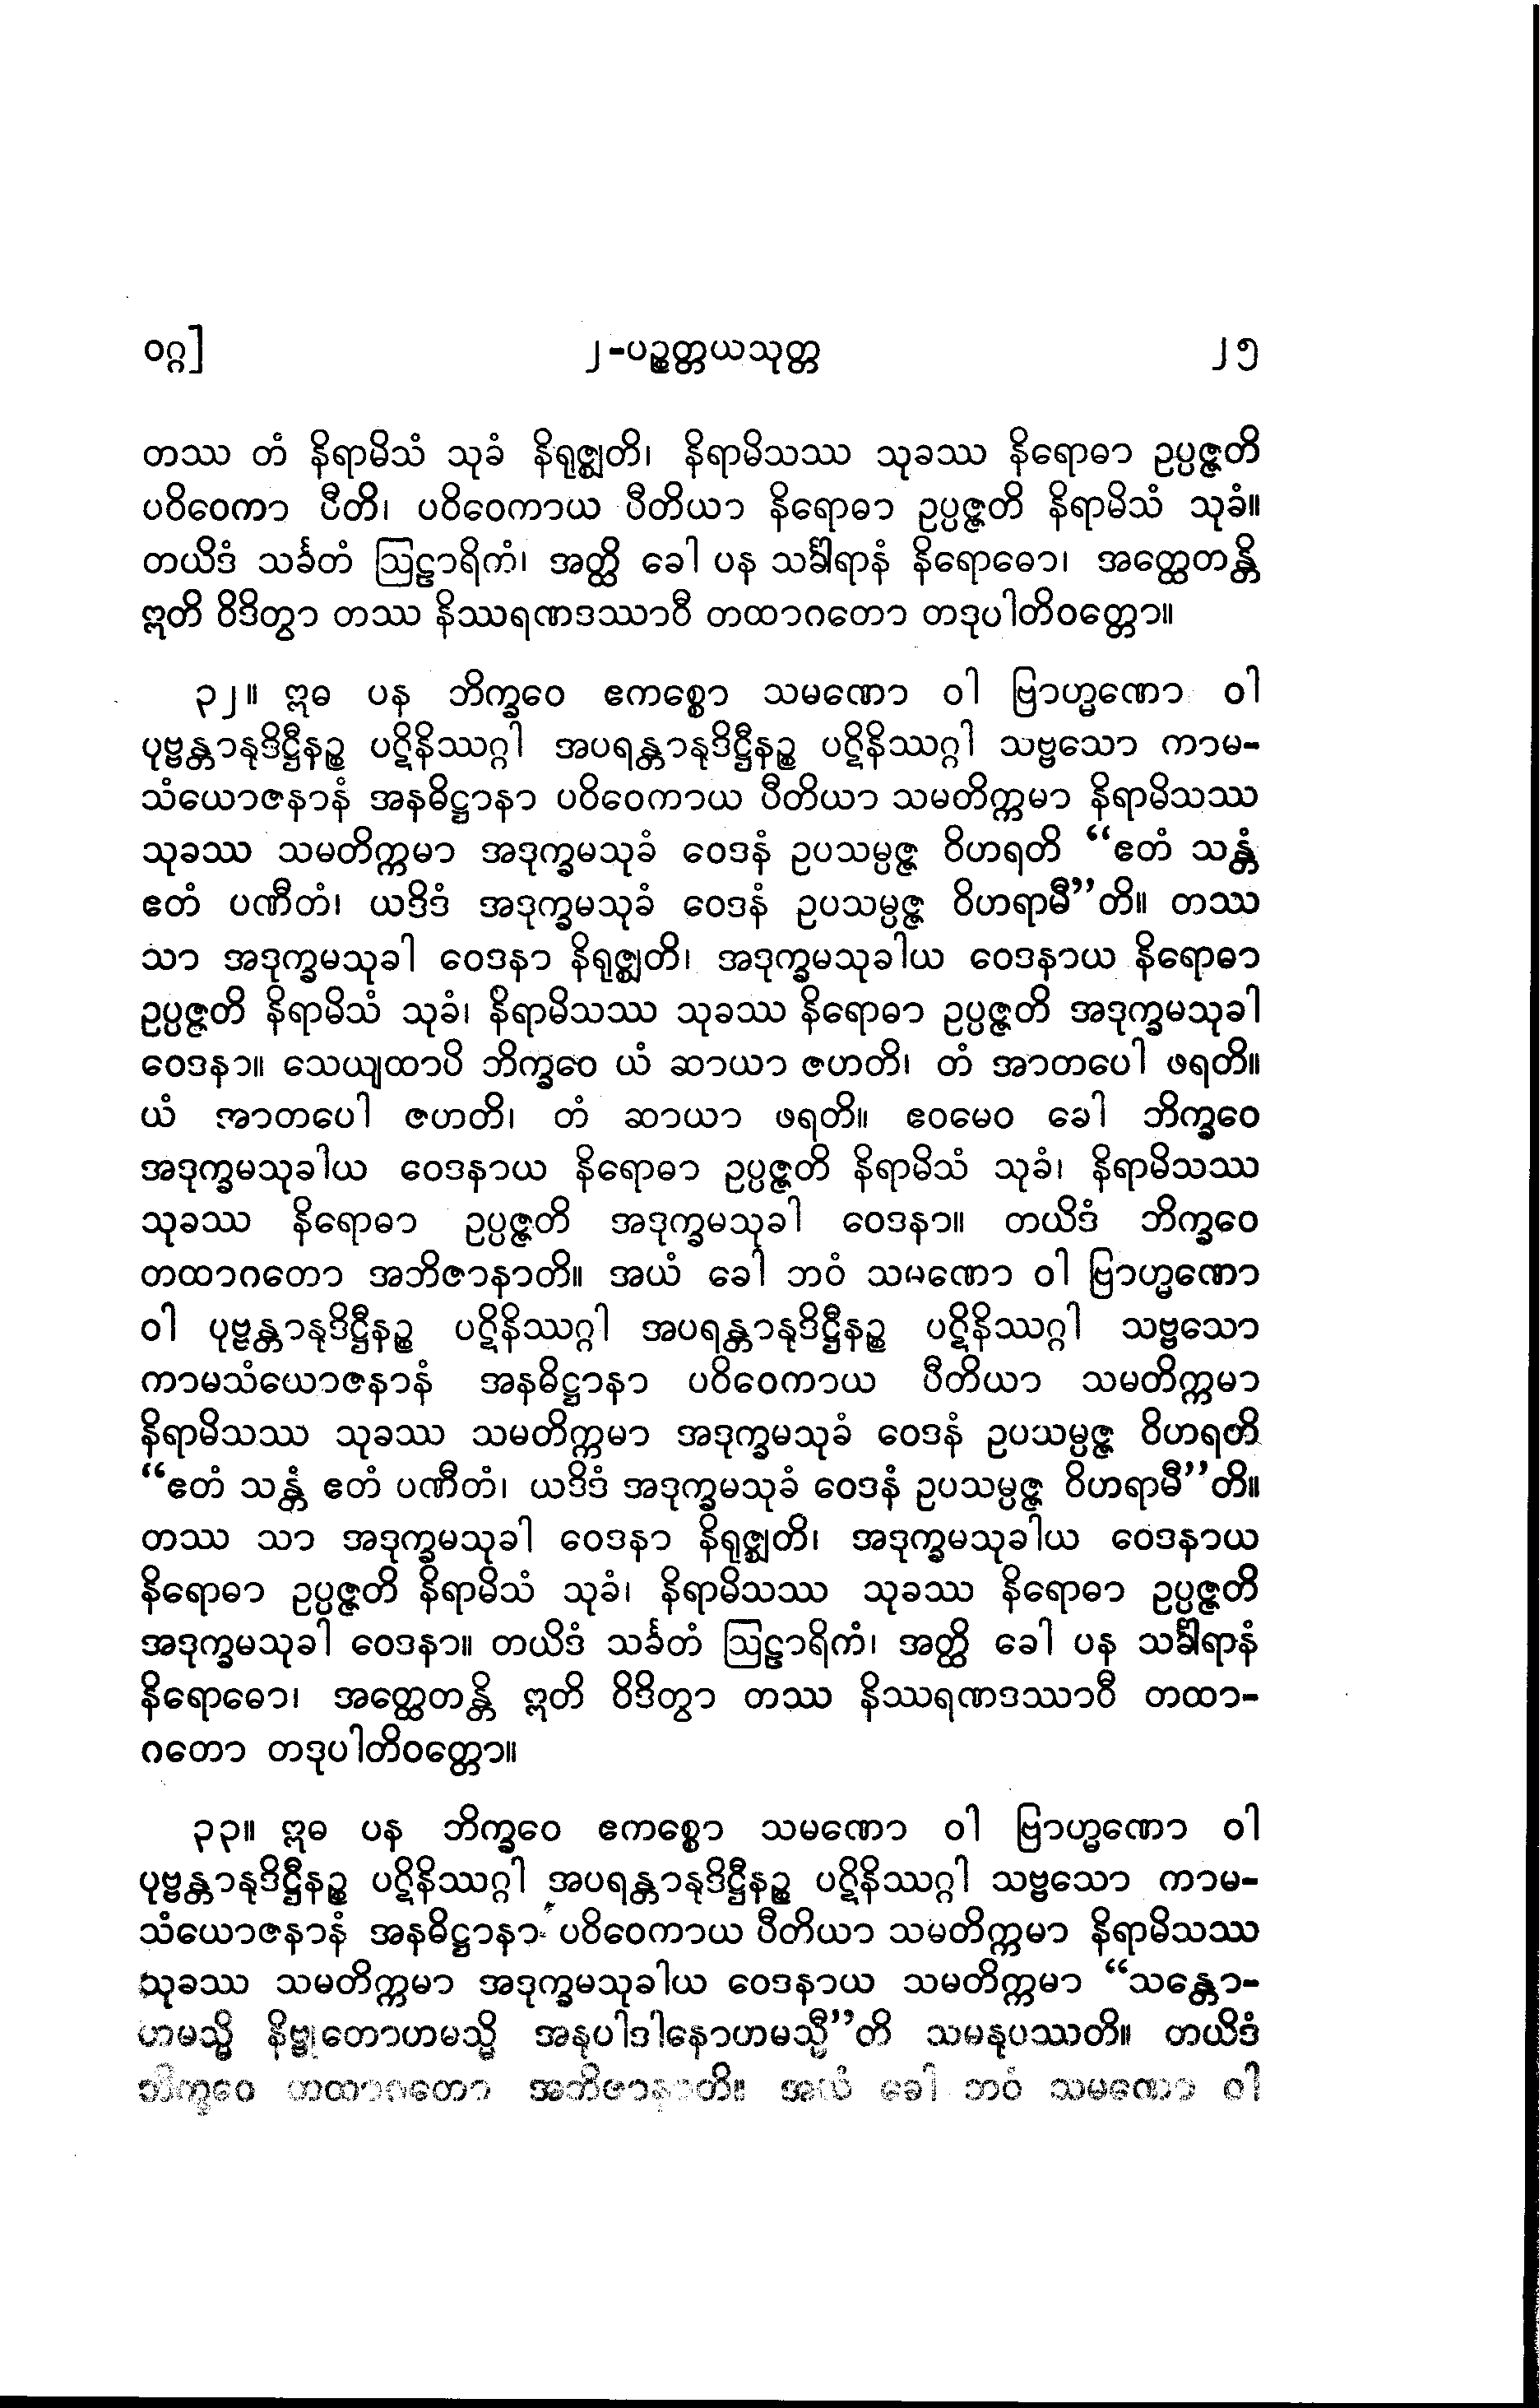 ဝဂ္ဂ] ၂-ပဉ္စတ္တယသုတ္တ ၂၅
တဿ တံ နိရာမိသံ သုခံ နိရုဇ္ဈတိ၊ နိရာမိသဿ သုခဿ နိရောဓာ ဥပ္ပဇ္ဇတိ
ပဝိဝေကာ ပီတိ၊ ပဝိဝေကာယ ပီတိယာ နိရောဓာ ဥပ္ပဇ္ဇတိ နိရာမိသံ သုခံ။
တယိဒံ သင်္ခတံ ဩဠာရိကံ၊ အတ္ထိ ခေါ ပန သင်္ခါရာနံ နိရောဓော၊ အတ္ထေတန္တိ
ဣတိ ဝိဒိတွာ တဿ နိဿရဏဒဿာဝီ တထာဂတော တဒုပါတိဝတ္တော။
၃၂။ ဣဓ ပန ဘိက္ခဝေ ဧကစ္စော သမဏော ဝါ ဗြာဟ္မဏော ဝါ
ပုဗ္ဗန္တာနုဒိဋ္ဌီနဉ္စ ပဋိနိဿဂ္ဂါ အပရန္တာနုဒိဋ္ဌီနဉ္စ ပဋိနိဿဂ္ဂါ သဗ္ဗသော ကာမ-
သံယောဇနာနံ အနဓိဋ္ဌာနာ ပဝိဝေကာယ ပီတိယာ သမတိက္ကမာ နိရာမိသဿ
သုခဿ သမတိက္ကမာ အဒုက္ခမသုခံ ဝေဒနံ ဥပသမ္ပဇ္ဇ ဝိဟရတိ “ဧတံ သန္တံ
ဧတံ ပဏီတံ၊ ယဒိဒံ အဒုက္ခမသုခံ ဝေဒနံ ဥပသမ္ပဇ္ဇ ဝိဟရာမီ”တိ။ တဿ
သာ အဒုက္ခမသုခါ ဝေဒနာ နိရုဇ္ဈတိ၊ အဒုက္ခမသုခါယ ဝေဒနာယ နိရောဓာ
ဥပ္ပဇ္ဇတိ နိရာမိသံ သုခံ၊ နိရာမိသဿ သုခဿ နိရောဓာ ဥပ္ပဇ္ဇတိ အဒုက္ခမသုခါ
ဝေဒနာ။ သေယျထာပိ ဘိက္ခဝေ ယံ ဆာယာ ဇဟတိ၊ တံ အာတပေါ ဖရတိ။
ယံ အာတပေါ ဇဟတိ၊ တံ ဆာယာ ဖရတိ။ ဧဝမေဝ ခေါ ဘိက္ခဝေ
အဒုက္ခမသုခါယ ဝေဒနာယ နိရောဓာ ဥပ္ပဇ္ဇတိ နိရာမိသံ သုခံ၊ နိရာမိသဿ
သုခဿ နိရောဓာ ဥပ္ပဇ္ဇတိ အဒုက္ခမသုခါ ဝေဒနာ။ တယိဒံ ဘိက္ခဝေ
တထာဂတော အဘိဇာနာတိ။ အယံ ခေါ ဘဝံ သမဏော ဝါ ဗြာဟ္မဏော
ဝါ ပုဗ္ဗန္တာနုဒိဋ္ဌီနဉ္စ ပဋိနိဿဂ္ဂါ အပရန္တာနုဒိဋ္ဌီနဉ္စ ပဋိနိဿဂ္ဂါ သဗ္ဗသော
ကာမသံယောဇနာနံ အနဓိဋ္ဌာနာ ပဝိဝေကာယ ပီတိယာ သမတိက္ကမာ
နိရာမိသဿ သုခဿ သမတိက္ကမာ အဒုက္ခမသုခံ ဝေဒနံ ဥပသမ္ပဇ္ဇ ဝိဟရတိ
“ဧတံ သန္တံ ဧတံ ပဏီတံ၊ ယဒိဒံ အဒုက္ခမသုခံ ဝေဒနံ ဥပသမ္ပဇ္ဇ ဝိဟရာမီ”တိ။
တဿ သာ အဒုက္ခမသုခါ ဝေဒနာ နိရုဇ္ဈတိ၊ အဒုက္ခမသုခါယ ဝေဒနာယ
နိရောဓာ ဥပ္ပဇ္ဇတိ နိရာမိသံ သုခံ၊ နိရာမိသဿ သုခဿ နိရောဓာ ဥပ္ပဇ္ဇတိ
အဒုက္ခမသုခါ ဝေဒနာ။ တယိဒံ သင်္ခတံ ဩဠာရိကံ၊ အတ္ထိ ခေါ ပန သင်္ခါရာနံ
နိရောဓော၊ အတ္ထေတန္တိ ဣတိ ဝိဒိတွာ တဿ နိဿရဏဒဿာဝီ တထာ-
ဂတော တဒုပါတိဝတ္တော။
၃၃။ ဣဓ ပန ဘိက္ခဝေ ဧကစ္စော သမဏော ဝါ ဗြာဟ္မဏော ဝါ
ပုဗ္ဗန္တာနုဒိဋ္ဌီနဉ္စ ပဋိနိဿဂ္ဂါ အပရန္တာနုဒိဋ္ဌီနဉ္စ ပဋိနိဿဂ္ဂါ သဗ္ဗသော ကာမ-
သံယောဇနာနံ အနဓိဋ္ဌာနာ ပဝိဝေကာယ ပီတိယာ သမတိက္ကမာ နိရာမိသဿ
သုခဿ သမတိက္ကမာ အဒုက္ခမသုခါယ ဝေဒနာယ သမတိက္ကမာ “သန္တော-
ဟမသ္မိ နိဗ္ဗုတောဟမသ္မိ အနုပါဒါနောဟမသ္မီ”တိ သမနုပဿတိ။ တယိဒံ
ဘိက္ခဝေ တထာဂတော အဘိဇာနာတိ။ အယံ ခေါ ဘဝံ သမဏော ဝါ